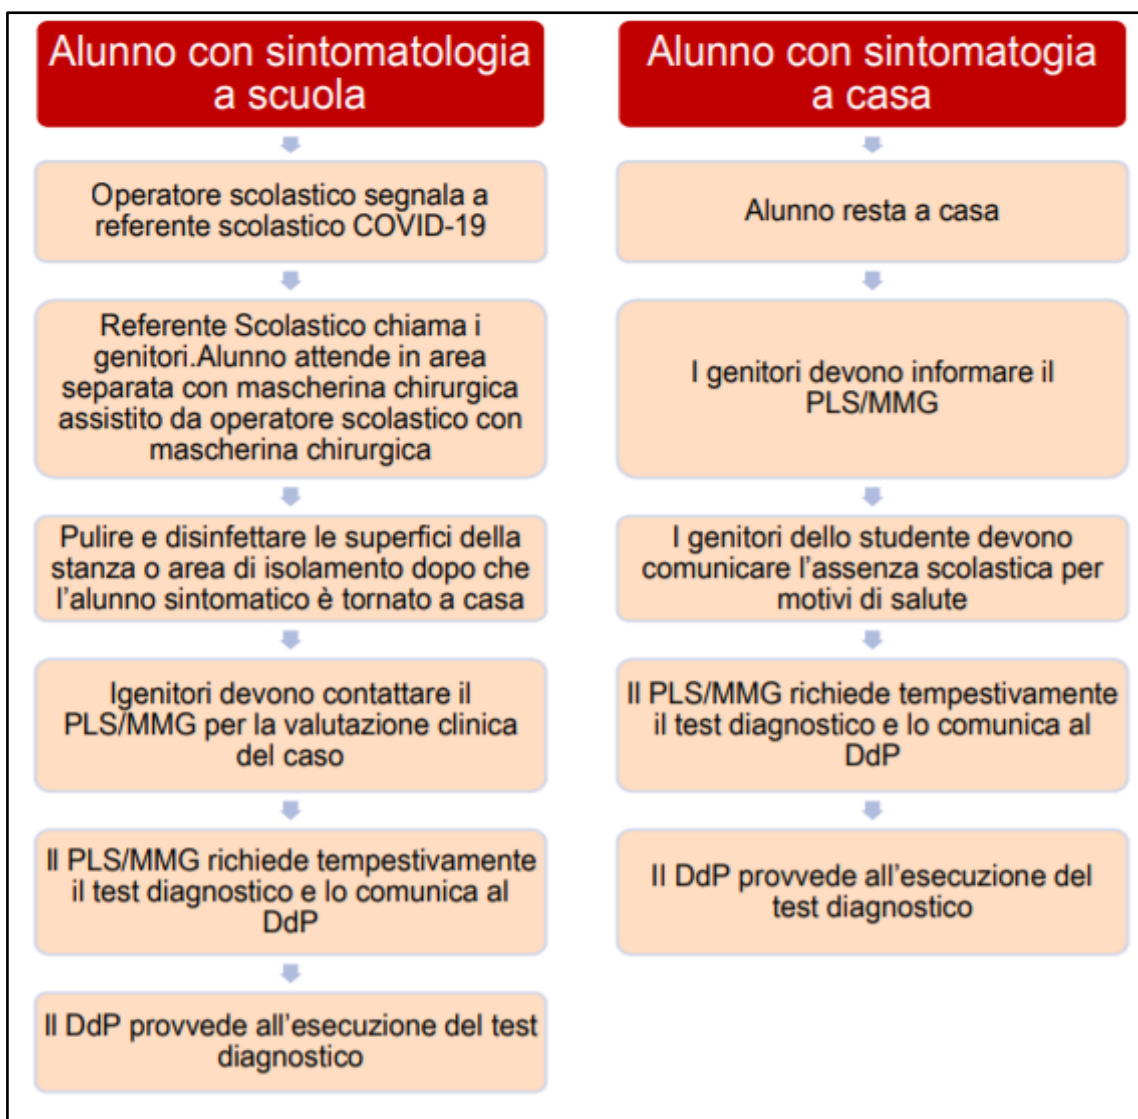 Alunno con sintomatologia
a scuola
Operatore scolastico segnala a
referente scolastico COVID-19
Referente Scolastico chiama i
genitori.Alunno attende in area
separata con mascherina chirurgica
assistito da operatore scolastico con
mascherina chirurgica
Pulire e disinfettare le superfici della
stanza o area di isolamento dopo che
l'alunno sintomatico è tornato a casa
Igenitori devono contattare il
PLS/MMG per la valutazione clinica
del caso
Il PLS/MMG richiede tempestivamente
il test diagnostico e lo comunica al
DdP
Il DdP provvede all'esecuzione del test
diagnostico
Alunno con sintomatogia
a casa
Alunno resta a casa
I genitori devono informare il
PLS/MMG
I genitori dello studente devono
comunicare l'assenza scolastica per
motivi di salute
Il PLS/MMG richiede tempestivamente
il test diagnostico e lo comunica al
DdP
Il DdP provvede all'esecuzione del
test diagnostico